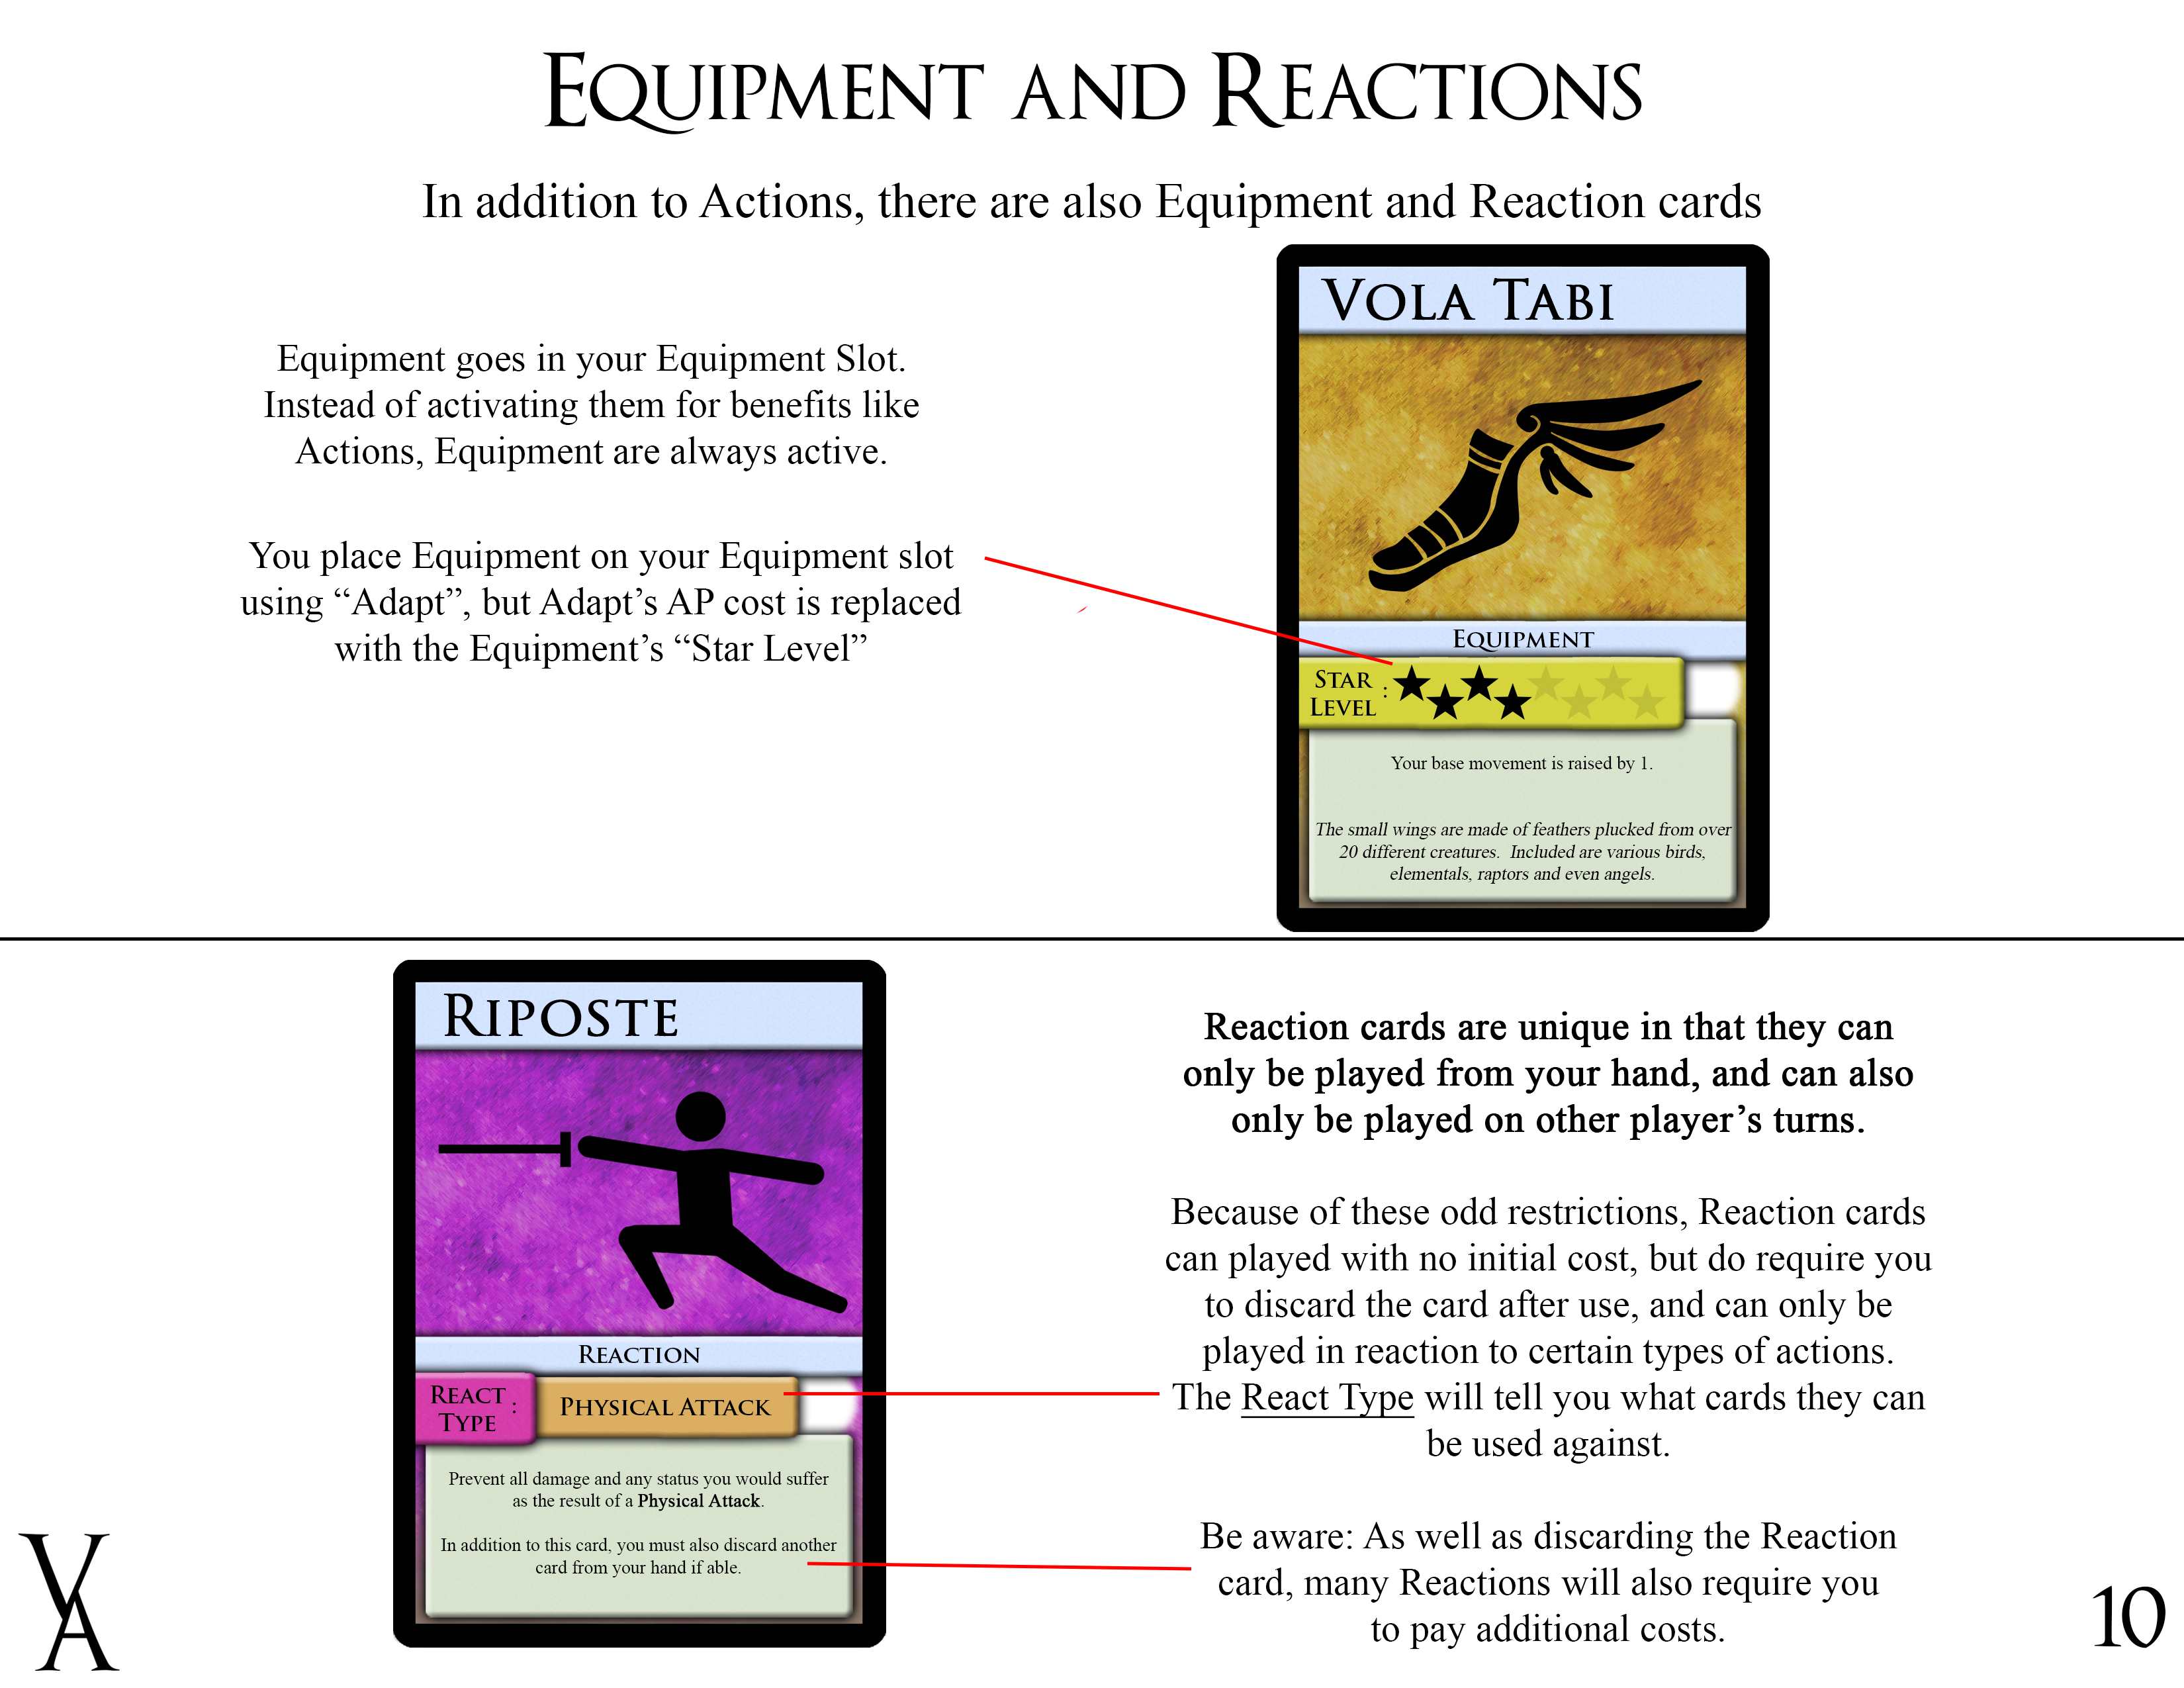 Equipment and Reactions
In addition to Actions, there are also Equipment and Reaction cards
Equipment goes in your Equipment Slot.
Instead of activating them for benefits like
Actions, Equipment are always active.
You place Equipment on your Equipment slot
using “Adapt”, but Adapt’s AP cost is replaced
with the Equipment’s “Star Level”
Vola Tabi
Equipment
Star
Level :
Your base movement is raised by 1.
The small wings are made of feathers plucked from over
20 different creatures.  Included are various birds,
elementals, raptors and even angels.
Riposte
Reaction
React
Type :
Physical Attack
Prevent all damage and any status you would suffer
as the result of a Physical Attack.
In addition to this card, you must also discard another
card from your hand if able.
Reaction cards are unique in that they can
only be played from your hand, and can also
only be played on other player’s turns.
Because of these odd restrictions, Reaction cards
can played with no initial cost, but do require you
to discard the card after use, and can only be
played in reaction to certain types of actions.
The React Type will tell you what cards they can
be used against.
Be aware: As well as discarding the Reaction
card, many Reactions will also require you
to pay additional costs.
VA
10